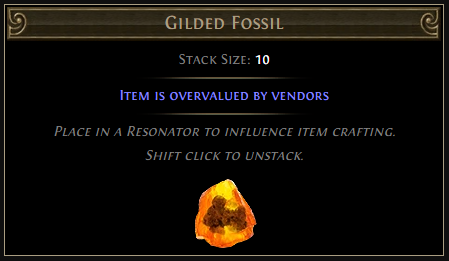 Gilded Fossil
Stack Size: 10
Item is overvalued by vendors
Place in a Resonator to influence item crafting.
Shift click to unstack.